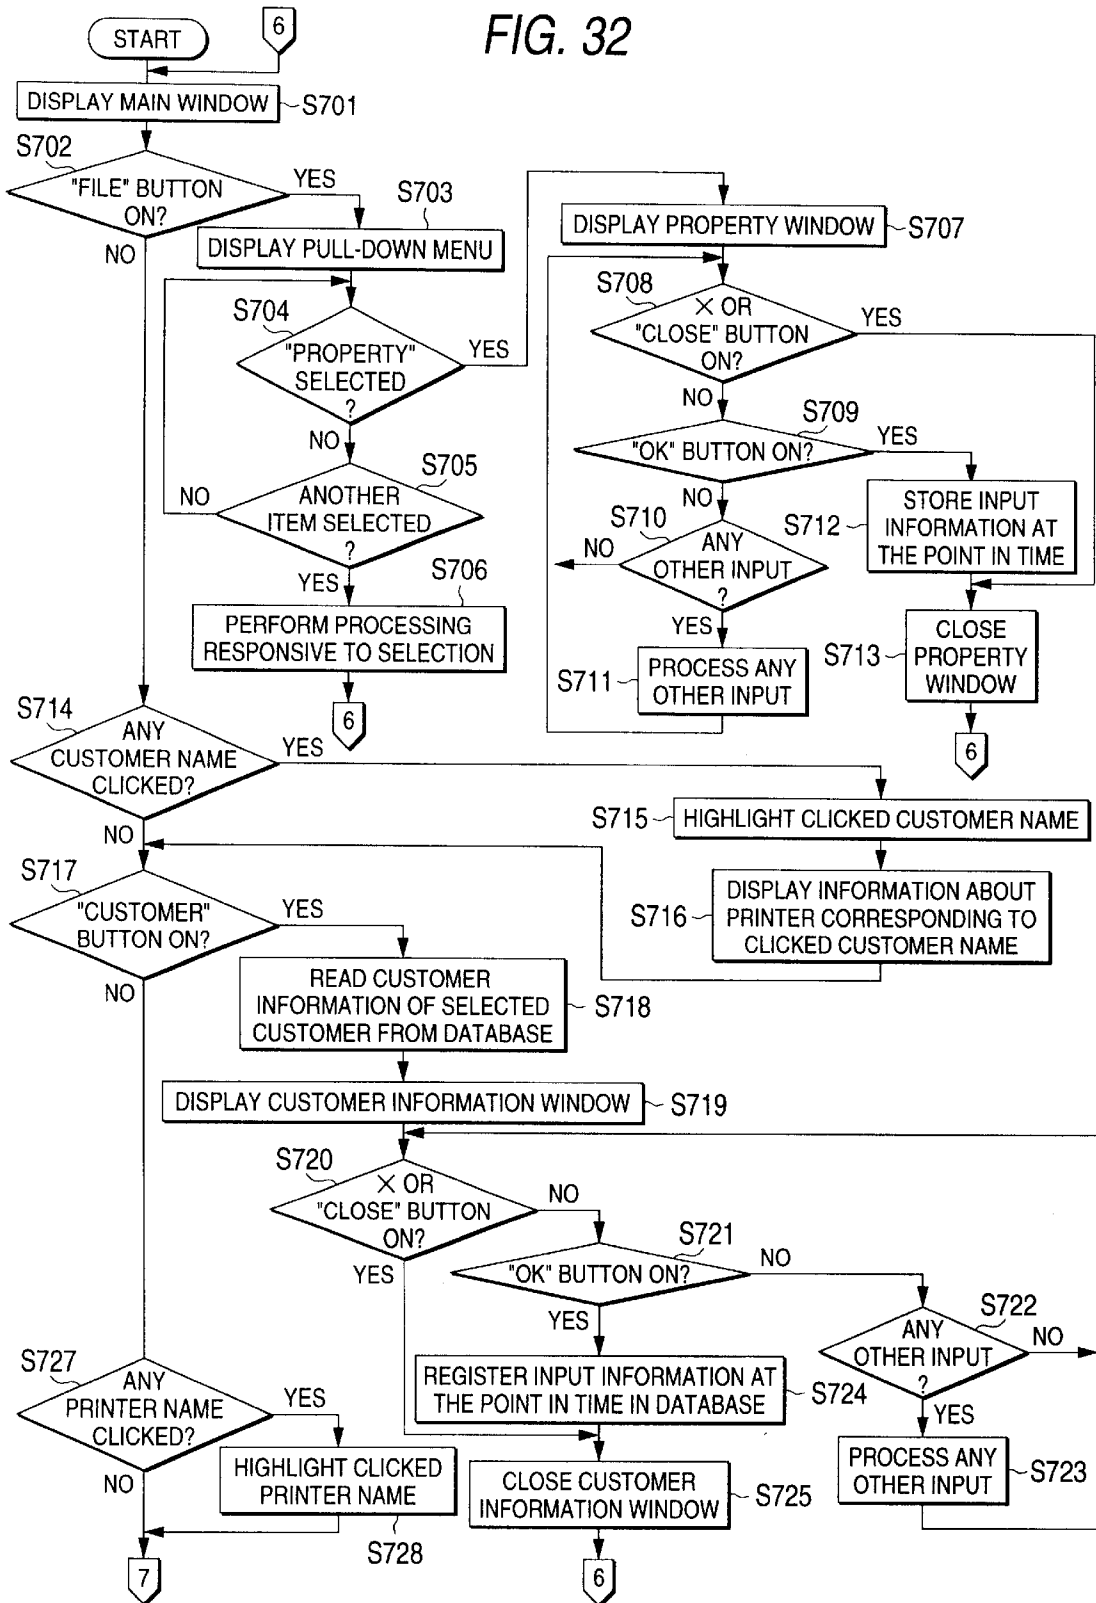 FIG. 32
START
6
DISPLAY MAIN WINDOW
S701
S702
"FILE" BUTTON
ON?
YES
NO
S703
DISPLAY PULL-DOWN MENU
S704
"PROPERTY"
SELECTED
?
YES
NO
S705
ANOTHER
ITEM SELECTED
?
NO
YES
S706
PERFORM PROCESSING
RESPONSIVE TO SELECTION
6
DISPLAY PROPERTY WINDOW
S707
S708
× OR
"CLOSE" BUTTON
ON?
YES
NO
S709
"OK" BUTTON ON?
YES
NO
S710
ANY
OTHER INPUT
?
NO
YES
S711
PROCESS ANY
OTHER INPUT
S712
STORE INPUT
INFORMATION AT
THE POINT IN TIME
S713
CLOSE
PROPERTY
WINDOW
6
S714
ANY
CUSTOMER NAME
CLICKED?
YES
NO
S715
HIGHLIGHT CLICKED CUSTOMER NAME
S716
DISPLAY INFORMATION ABOUT
PRINTER CORRESPONDING TO
CLICKED CUSTOMER NAME
S717
"CUSTOMER"
BUTTON ON?
YES
NO
READ CUSTOMER
INFORMATION OF SELECTED
CUSTOMER FROM DATABASE
S718
DISPLAY CUSTOMER INFORMATION WINDOW
S719
S720
× OR
"CLOSE" BUTTON
ON?
NO
YES
S721
"OK" BUTTON ON?
NO
YES
S722
ANY
OTHER INPUT
?
NO
YES
PROCESS ANY
OTHER INPUT
S723
REGISTER INPUT INFORMATION AT
THE POINT IN TIME IN DATABASE
S724
CLOSE CUSTOMER
INFORMATION WINDOW
S725
6
S727
ANY
PRINTER NAME
CLICKED?
YES
NO
HIGHLIGHT CLICKED
PRINTER NAME
S728
7